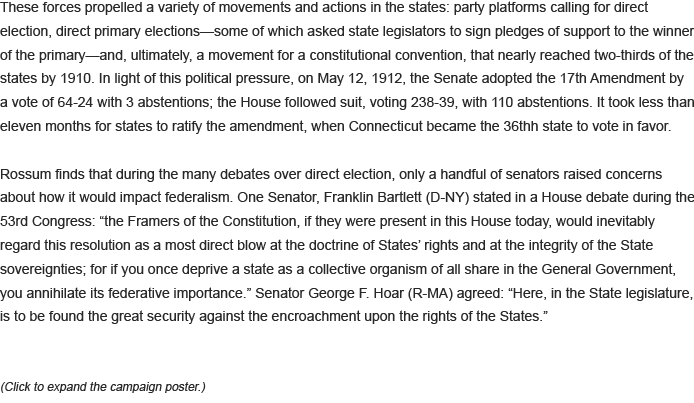 These forces propelled a variety of movements and actions in the states: party platforms calling for direct
election, direct primary elections—some of which asked state legislators to sign pledges of support to the winner
of the primary—and, ultimately, a movement for a constitutional convention, that nearly reached two-thirds of the
states by 1910. In light of this political pressure, on May 12, 1912, the Senate adopted the 17th Amendment by
a vote of 64-24 with 3 abstentions; the House followed suit, voting 238-39, with 110 abstentions. It took less than
eleven months for states to ratify the amendment, when Connecticut became the 36thh state to vote in favor.
Rossum finds that during the many debates over direct election, only a handful of senators raised concerns
about how it would impact federalism. One Senator, Franklin Bartlett (D-NY) stated in a House debate during the
53rd Congress: “the Framers of the Constitution, if they were present in this House today, would inevitably
regard this resolution as a most direct blow at the doctrine of States’ rights and at the integrity of the State
sovereignties; for if you once deprive a state as a collective organism of all share in the General Government,
you annihilate its federative importance.” Senator George F. Hoar (R-MA) agreed: “Here, in the State legislature,
is to be found the great security against the encroachment upon the rights of the States.”
(Click to expand the campaign poster.)